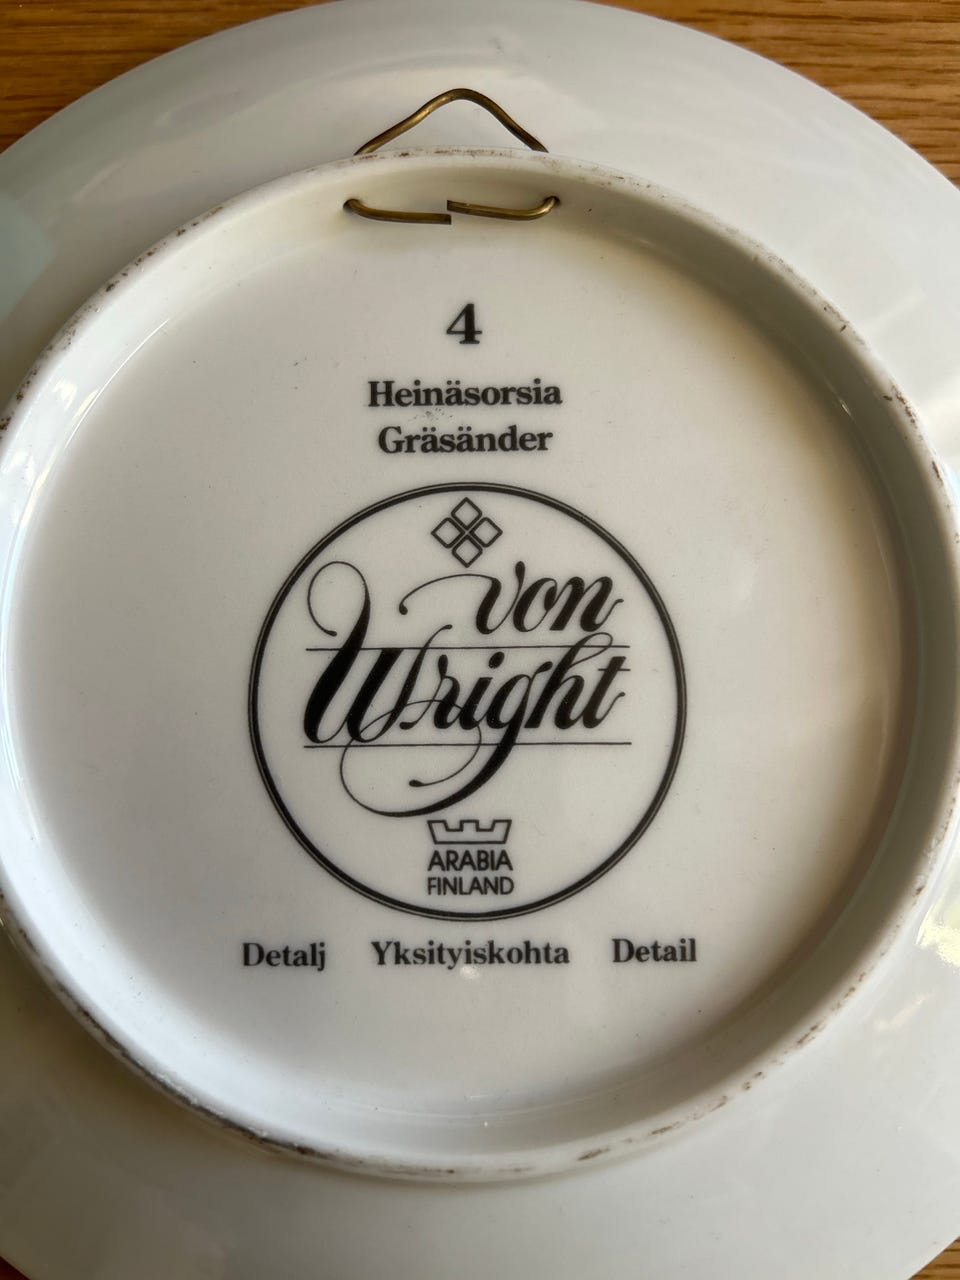 4
Heinäsorsia
Gräsänder
von
Wright
ARABIA
FINLAND
Detalj Yksityiskohta Detail